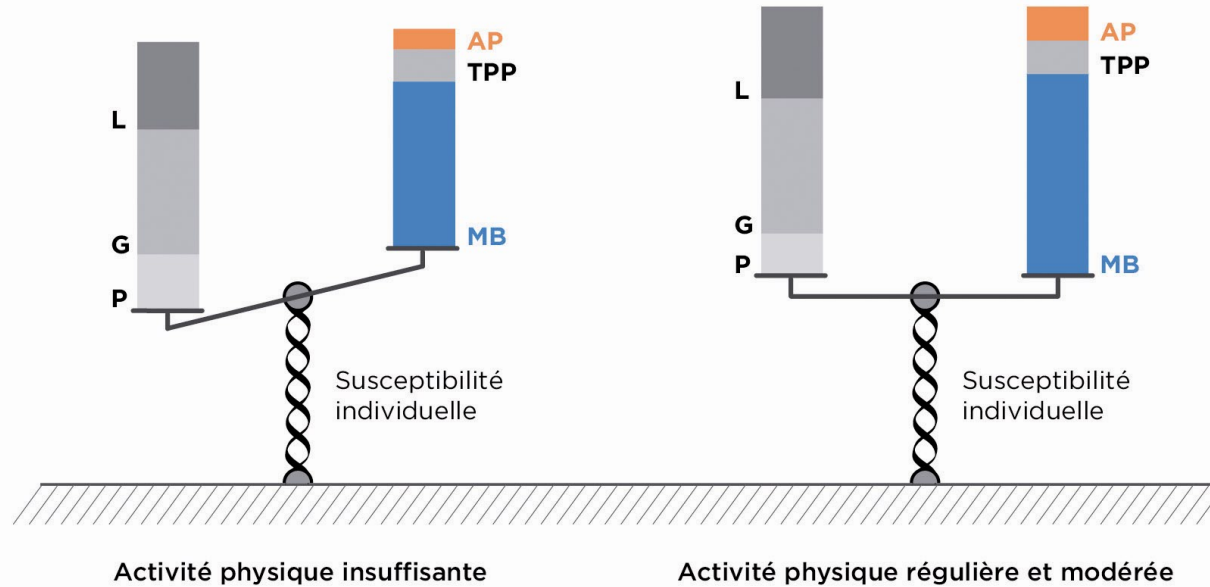 L
G
P
AP
TPP
MB
Susceptibilité
individuelle
Activité physique insuffisante
L
G
P
AP
TPP
MB
Susceptibilité
individuelle
Activité physique régulière et modérée